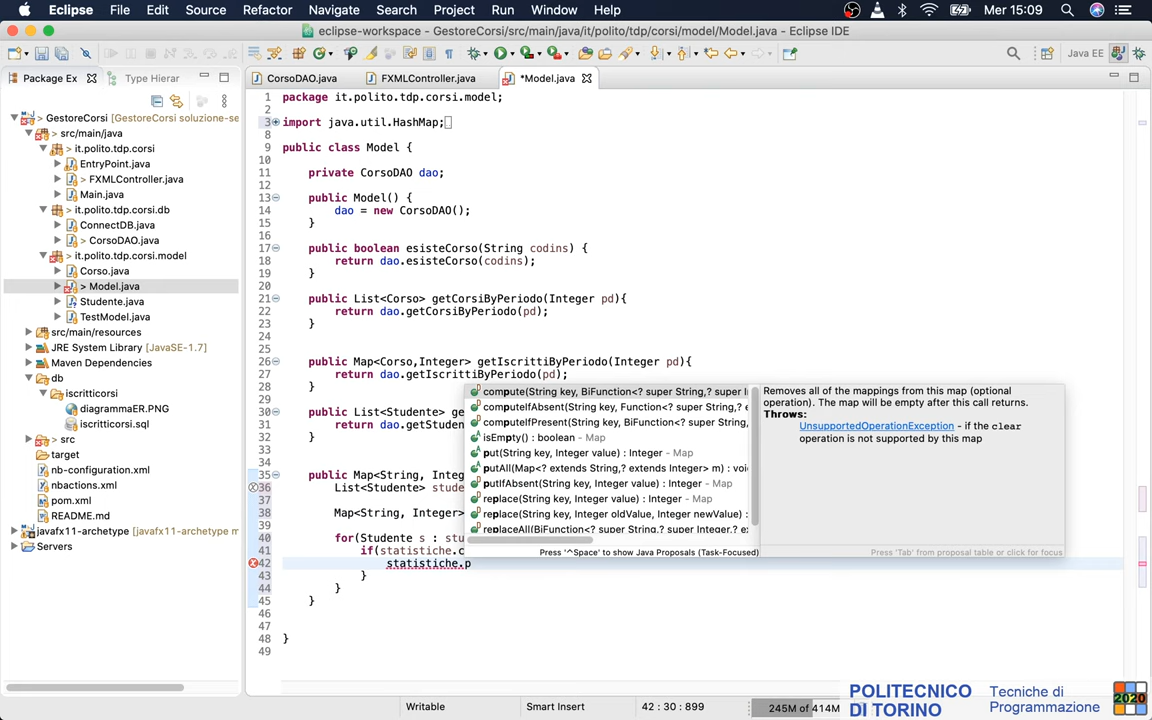 Eclipse File Edit Source Refactor Navigate Search Project Run Window Help Mer 15:09
eclipse-workspace - GestoreCorsi/src/main/java/it/polito/tdp/corsi/model/Model.java - Eclipse IDE
Java EE
Package Ex Type Hierar
CorsoDAO.java FXMLController.java *Model.java
> GestoreCorsi [GestoreCorsi soluzione-se
> src/main/java
> it.polito.tdp.corsi
EntryPoint.java
> FXMLController.java
Main.java
> it.polito.tdp.corsi.db
ConnectDB.java
> CorsoDAO.java
> it.polito.tdp.corsi.model
Corso.java
> Model.java
Studente.java
TestModel.java
src/main/resources
JRE System Library [JavaSE-1.7]
Maven Dependencies
> db
> iscritticorsi
diagrammaER.PNG
iscritticorsi.sql
> src
target
nb-configuration.xml
nbactions.xml
pom.xml
README.md
javafx11-archetype [javafx11-archetype m
Servers
1 package it.polito.tdp.corsi.model;
2
3 import java.util.HashMap;
8
9 public class Model {
10
11 private CorsoDAO dao;
12
13 public Model() {
14 dao = new CorsoDAO();
15 }
16
17 public boolean esisteCorso(String codins) {
18 return dao.esisteCorso(codins);
19 }
20
21 public List<Corso> getCorsiByPeriodo(Integer pd){
22 return dao.getCorsiByPeriodo(pd);
23 }
24
25
26 public Map<Corso,Integer> getIscrittiByPeriodo(Integer pd){
27 return dao.getIscrittiByPeriodo(pd);
28 }
29
30 public List<Studente> ge
31 return dao.getStuden
32 }
33
34
35 public Map<String, Integ
36 List<Studente> stude
37
38 Map<String, Integer>
39
40 for(Studente s : stu
41 if(statistiche.c
42 statistiche.p
43 }
44 }
45 }
46
47
48 }
49
compute(String key, BiFunction<? super String,? super I
computeIfAbsent(String key, Function<? super String,? e
computeIfPresent(String key, BiFunction<? super String,
isEmpty() : boolean - Map
put(String key, Integer value) : Integer - Map
putAll(Map<? extends String,? extends Integer> m) : voi
putIfAbsent(String key, Integer value) : Integer - Map
replace(String key, Integer value) : Integer - Map
replace(String key, Integer oldValue, Integer newValue) :
replaceAll(BiFunction<? super String,? super Integer,? ex
Press '^Space' to show Java Proposals (Task-Focused)
Removes all of the mappings from this map (optional
operation). The map will be empty after this call returns.
Throws:
UnsupportedOperationException - if the clear
operation is not supported by this map
Press 'Tab' from proposal table or click for focus
Writable Smart Insert 42 : 30 : 899 245M of 414M
POLITECNICO
DI TORINO
Tecniche di
Programmazione
2020